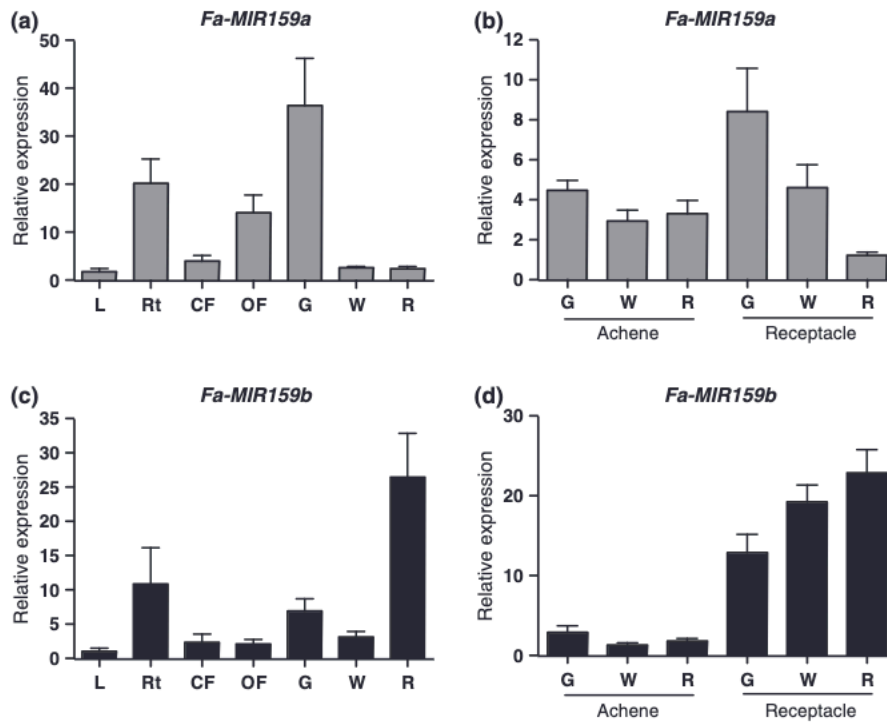 (a)
Fa-MIR159a
Relative expression
50
40
30
20
10
0
L Rt CF OF G W R
(b)
Fa-MIR159a
Relative expression
12
10
8
6
4
2
0
G W R G W R
Achene Receptacle
(c)
Fa-MIR159b
Relative expression
35
30
25
20
15
10
5
0
L Rt CF OF G W R
(d)
Fa-MIR159b
Relative expression
30
20
10
0
G W R G W R
Achene Receptacle